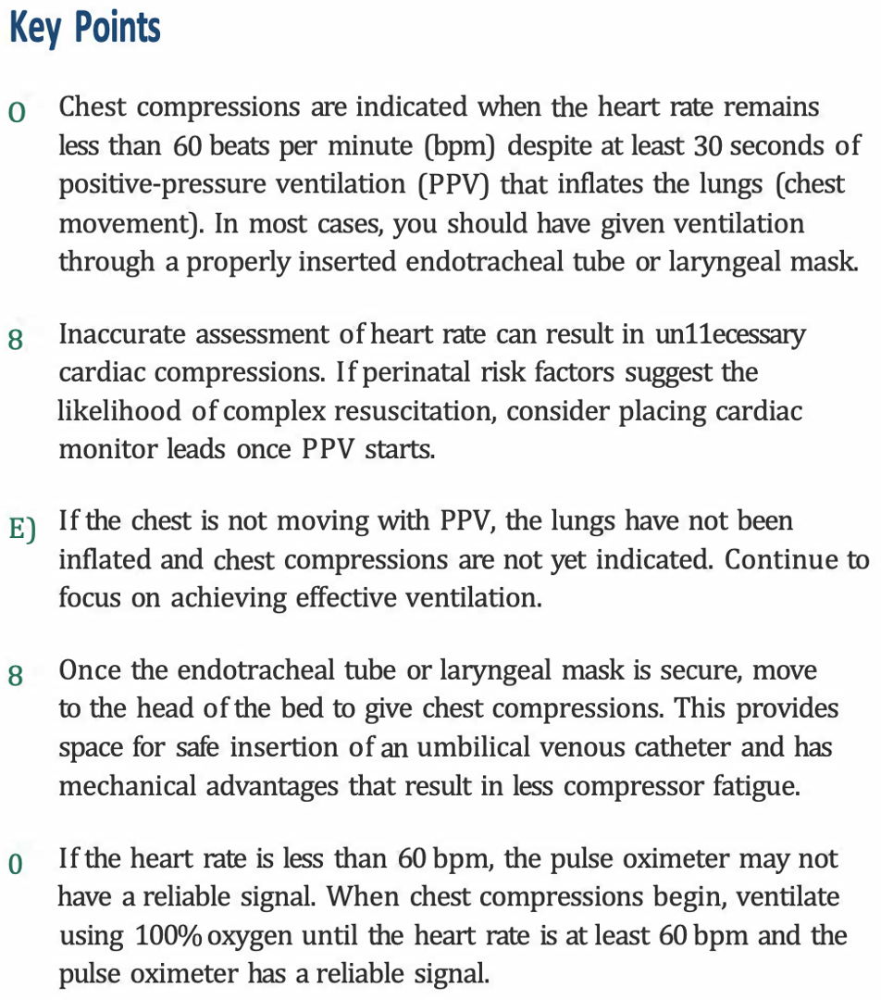 Key Points
O Chest compressions are indicated when the heart rate remains
less than 60 beats per minute (bpm) despite at least 30 seconds of
positive-pressure ventilation (PPV) that inflates the lungs (chest
movement). In most cases, you should have given ventilation
through a properly inserted endotracheal tube or laryngeal mask.
8 Inaccurate assessment of heart rate can result in un11ecessary
cardiac compressions. If perinatal risk factors suggest the
likelihood of complex resuscitation, consider placing cardiac
monitor leads once PPV starts.
E) If the chest is not moving with PPV, the lungs have not been
inflated and chest compressions are not yet indicated. Continue to
focus on achieving effective ventilation.
8 Once the endotracheal tube or laryngeal mask is secure, move
to the head of the bed to give chest compressions. This provides
space for safe insertion of an umbilical venous catheter and has
mechanical advantages that result in less compressor fatigue.
0 If the heart rate is less than 60 bpm, the pulse oximeter may not
have a reliable signal. When chest compressions begin, ventilate
using 100% oxygen until the heart rate is at least 60 bpm and the
pulse oximeter has a reliable signal.